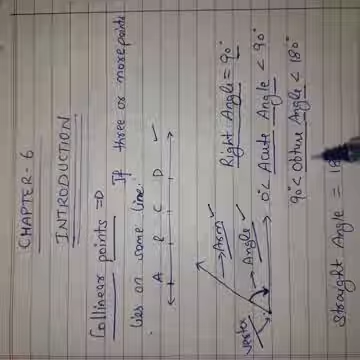 CHAPTER - 6
INTRODUCTION
Collinear points => If three or more points
lies on same line.
A B C D
Arm
Angle
Vertex
Right Angle = 90°
0° < Acute Angle < 90°
90° < Obtuse Angle < 180°
Straight Angle =